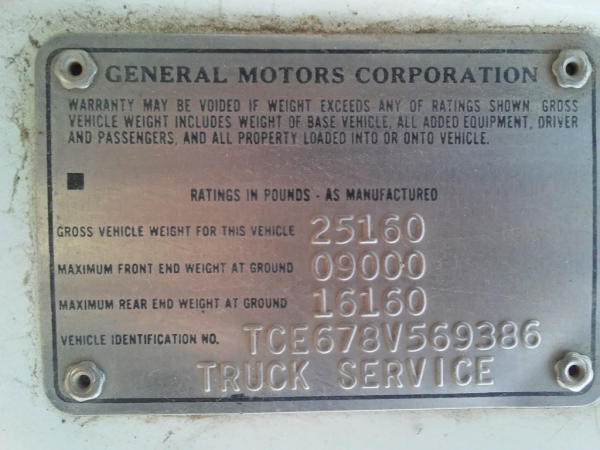 GENERAL MOTORS CORPORATION
WARRANTY MAY BE VOIDED IF WEIGHT EXCEEDS ANY OF RATINGS SHOWN. GROSS
VEHICLE WEIGHT INCLUDES WEIGHT OF BASE VEHICLE, ALL ADDED EQUIPMENT, DRIVER
AND PASSENGERS, AND ALL PROPERTY LOADED INTO OR ONTO VEHICLE.
RATINGS IN POUNDS - AS MANUFACTURED
GROSS VEHICLE WEIGHT FOR THIS VEHICLE 25160
MAXIMUM FRONT END WEIGHT AT GROUND 09000
MAXIMUM REAR END WEIGHT AT GROUND 16160
VEHICLE IDENTIFICATION NO. TCE678V569386
TRUCK SERVICE